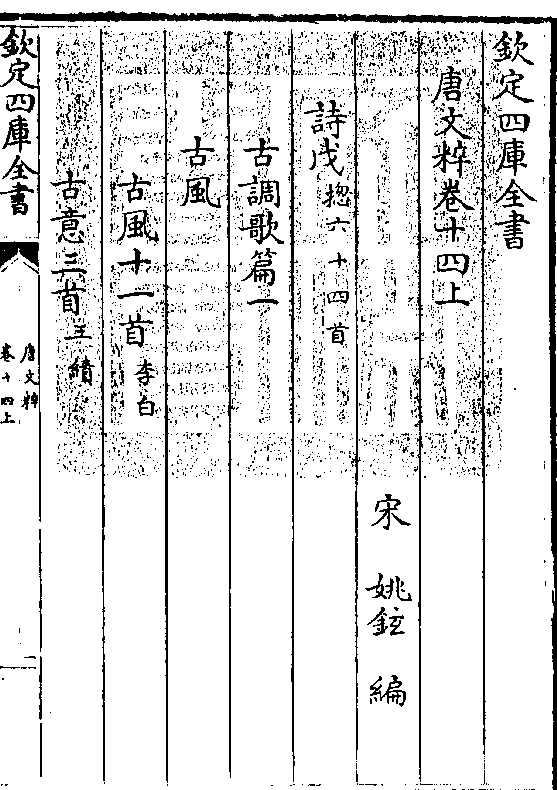 欽定四庫全書
唐文粹卷十四上
宋 姚鉉 編
詩戊 揔六十四首
古調歌篇一
古風
古風十一首 李白
古意三首 王績
欽定四庫全書
唐文粹
卷十四上
一